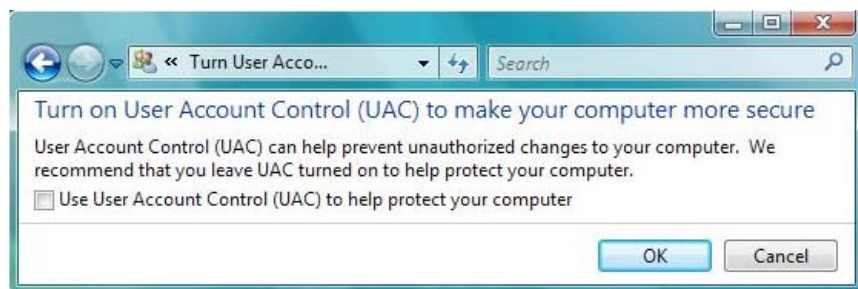 « Turn User Acco...
Search
Turn on User Account Control (UAC) to make your computer more secure
User Account Control (UAC) can help prevent unauthorized changes to your computer. We
recommend that you leave UAC turned on to help protect your computer.
Use User Account Control (UAC) to help protect your computer
OK
Cancel